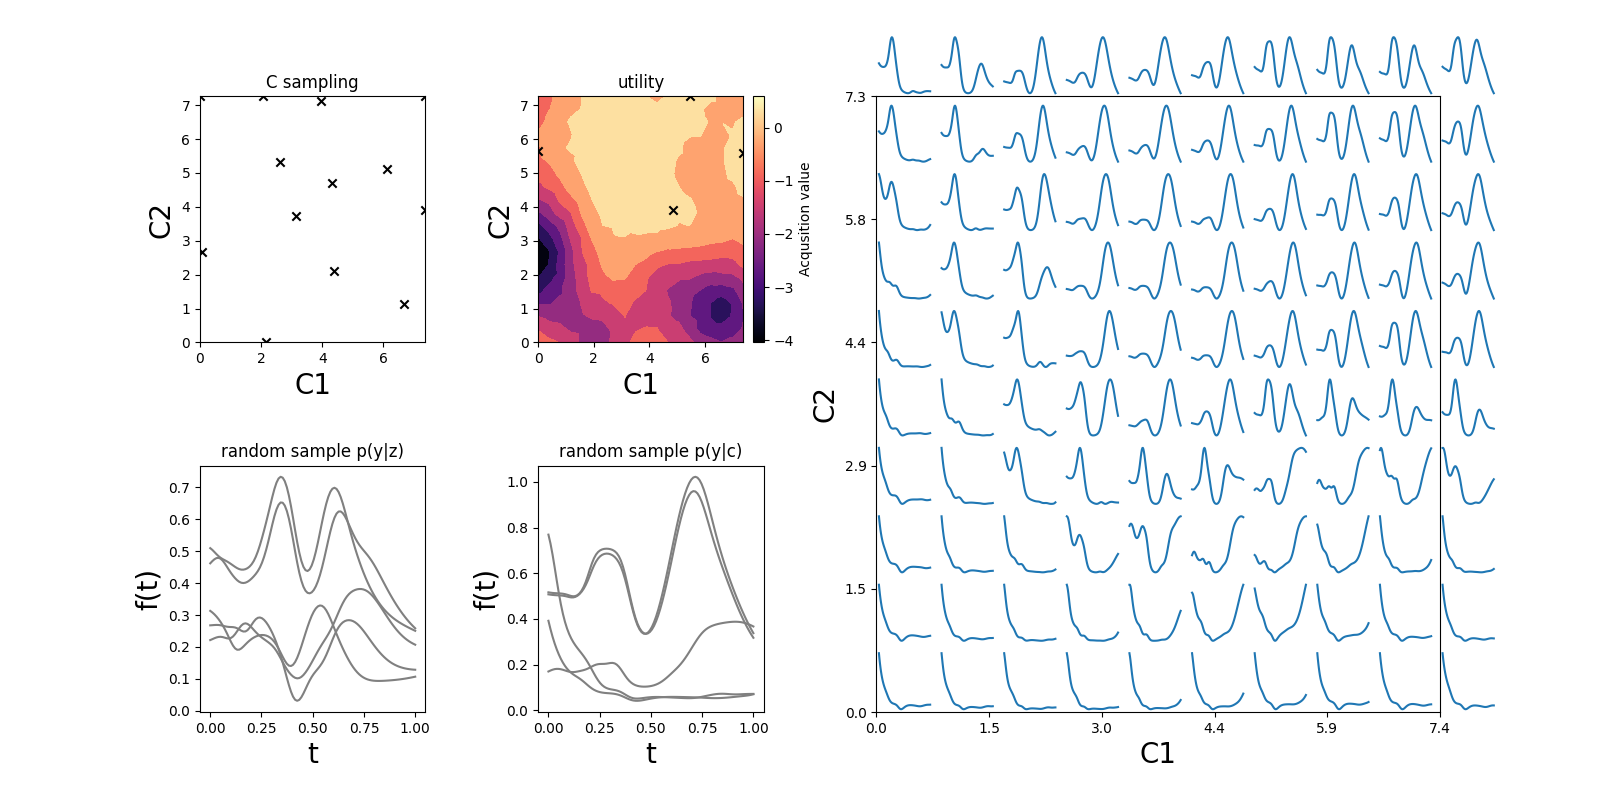 C sampling
7
6
5
4
3
2
1
0
C2
0 2 4 6
C1
utility
7
6
5
4
3
2
1
0
C2
0 2 4 6
C1
0
−1
−2
−3
−4
Acqusition value
random sample p(y|z)
0.7
0.6
0.5
0.4
0.3
0.2
0.1
0.0
f(t)
0.00 0.25 0.50 0.75 1.00
t
random sample p(y|c)
1.0
0.8
0.6
0.4
0.2
0.0
f(t)
0.00 0.25 0.50 0.75 1.00
t
7.3
5.8
4.4
2.9
1.5
0.0
C2
0.0 1.5 3.0 4.4 5.9 7.4
C1